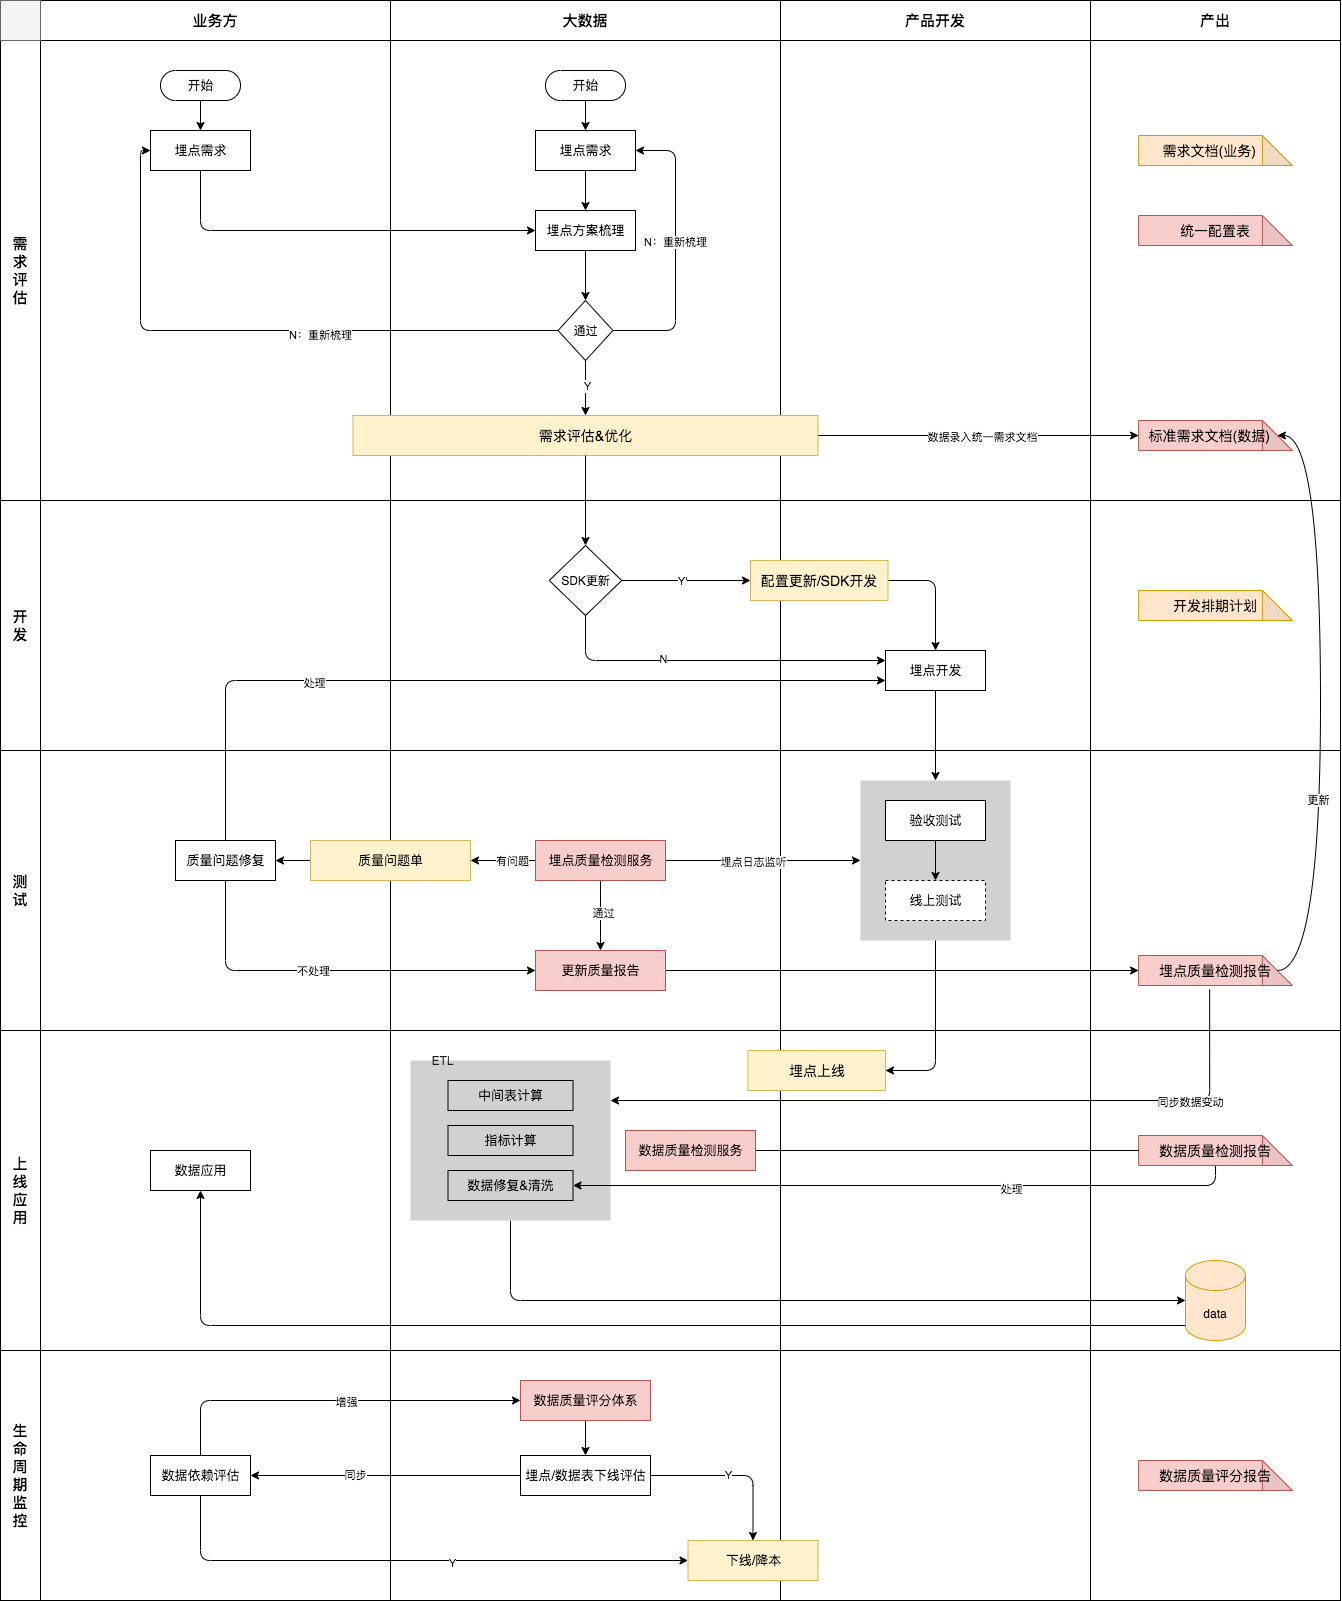 业务方
大数据
产品开发
产出
需求评估
开始
开始
埋点需求
埋点需求
需求文档(业务)
埋点方案梳理
N：重新梳理
统一配置表
通过
N：重新梳理
Y
需求评估&优化
数据录入统一需求文档
标准需求文档(数据)
开发
SDK更新
Y'
配置更新/SDK开发
开发排期计划
N
埋点开发
处理
测试
更新
验收测试
质量问题修复
质量问题单
有问题
埋点质量检测服务
埋点日志监听
线上测试
通过
不处理
更新质量报告
埋点质量检测报告
上线应用
ETL
埋点上线
中间表计算
同步数据变动
指标计算
数据质量检测服务
数据质量检测报告
数据应用
数据修复&清洗
处理
data
生命周期监控
增强
数据质量评分体系
数据依赖评估
同步
埋点/数据表下线评估
Y
数据质量评分报告
Y
下线/降本